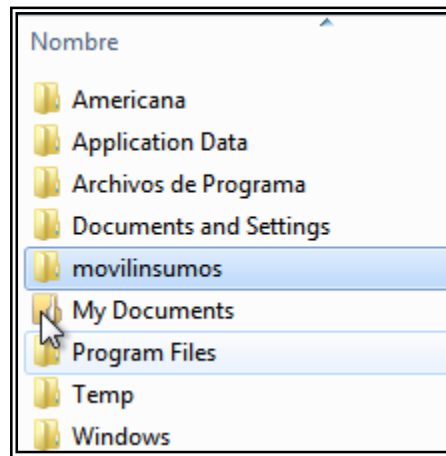 Nombre
Americana
Application Data
Archivos de Programa
Documents and Settings
movilinsumos
My Documents
Program Files
Temp
Windows